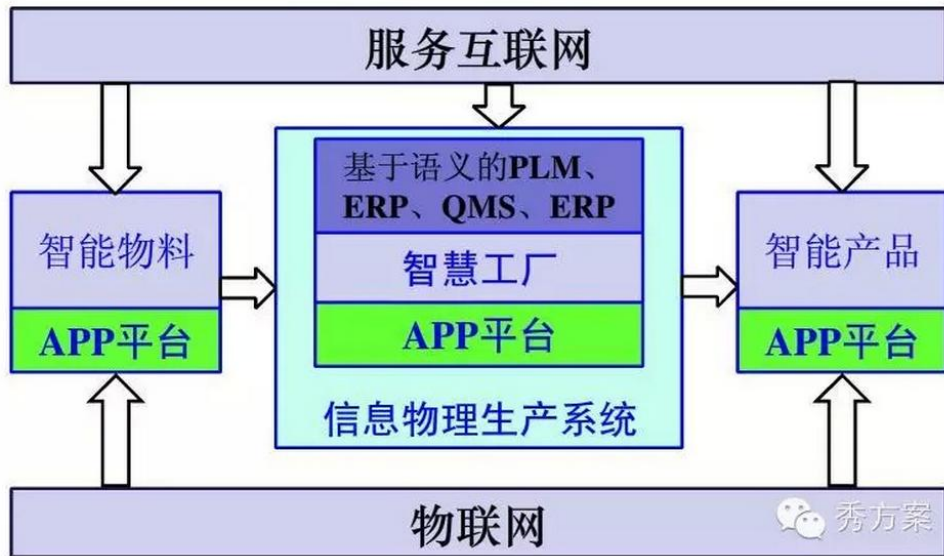 服务互联网
基于语义的PLM、
ERP、QMS、ERP
智能物料
智慧工厂
智能产品
APP平台
APP平台
APP平台
信息物理生产系统
物联网
秀方案